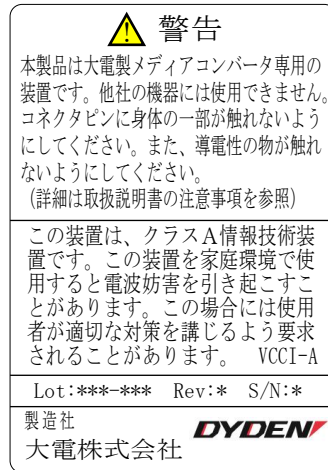 警告
本製品は大電製メディアコンバータ専用の
装置です。他社の機器には使用できません。
コネクタピンに身体の一部が触れないよう
にしてください。また、導電性の物が触れ
ないようにしてください。
(詳細は取扱説明書の注意事項を参照)
この装置は、クラスA情報技術装
置です。この装置を家庭環境で使
用すると電波妨害を引き起こすこ
とがあります。この場合には使用
者が適切な対策を講じるよう要求
されることがあります。 VCCI-A
Lot:***-*** Rev:* S/N:*
製造社
大電株式会社 DYDEN